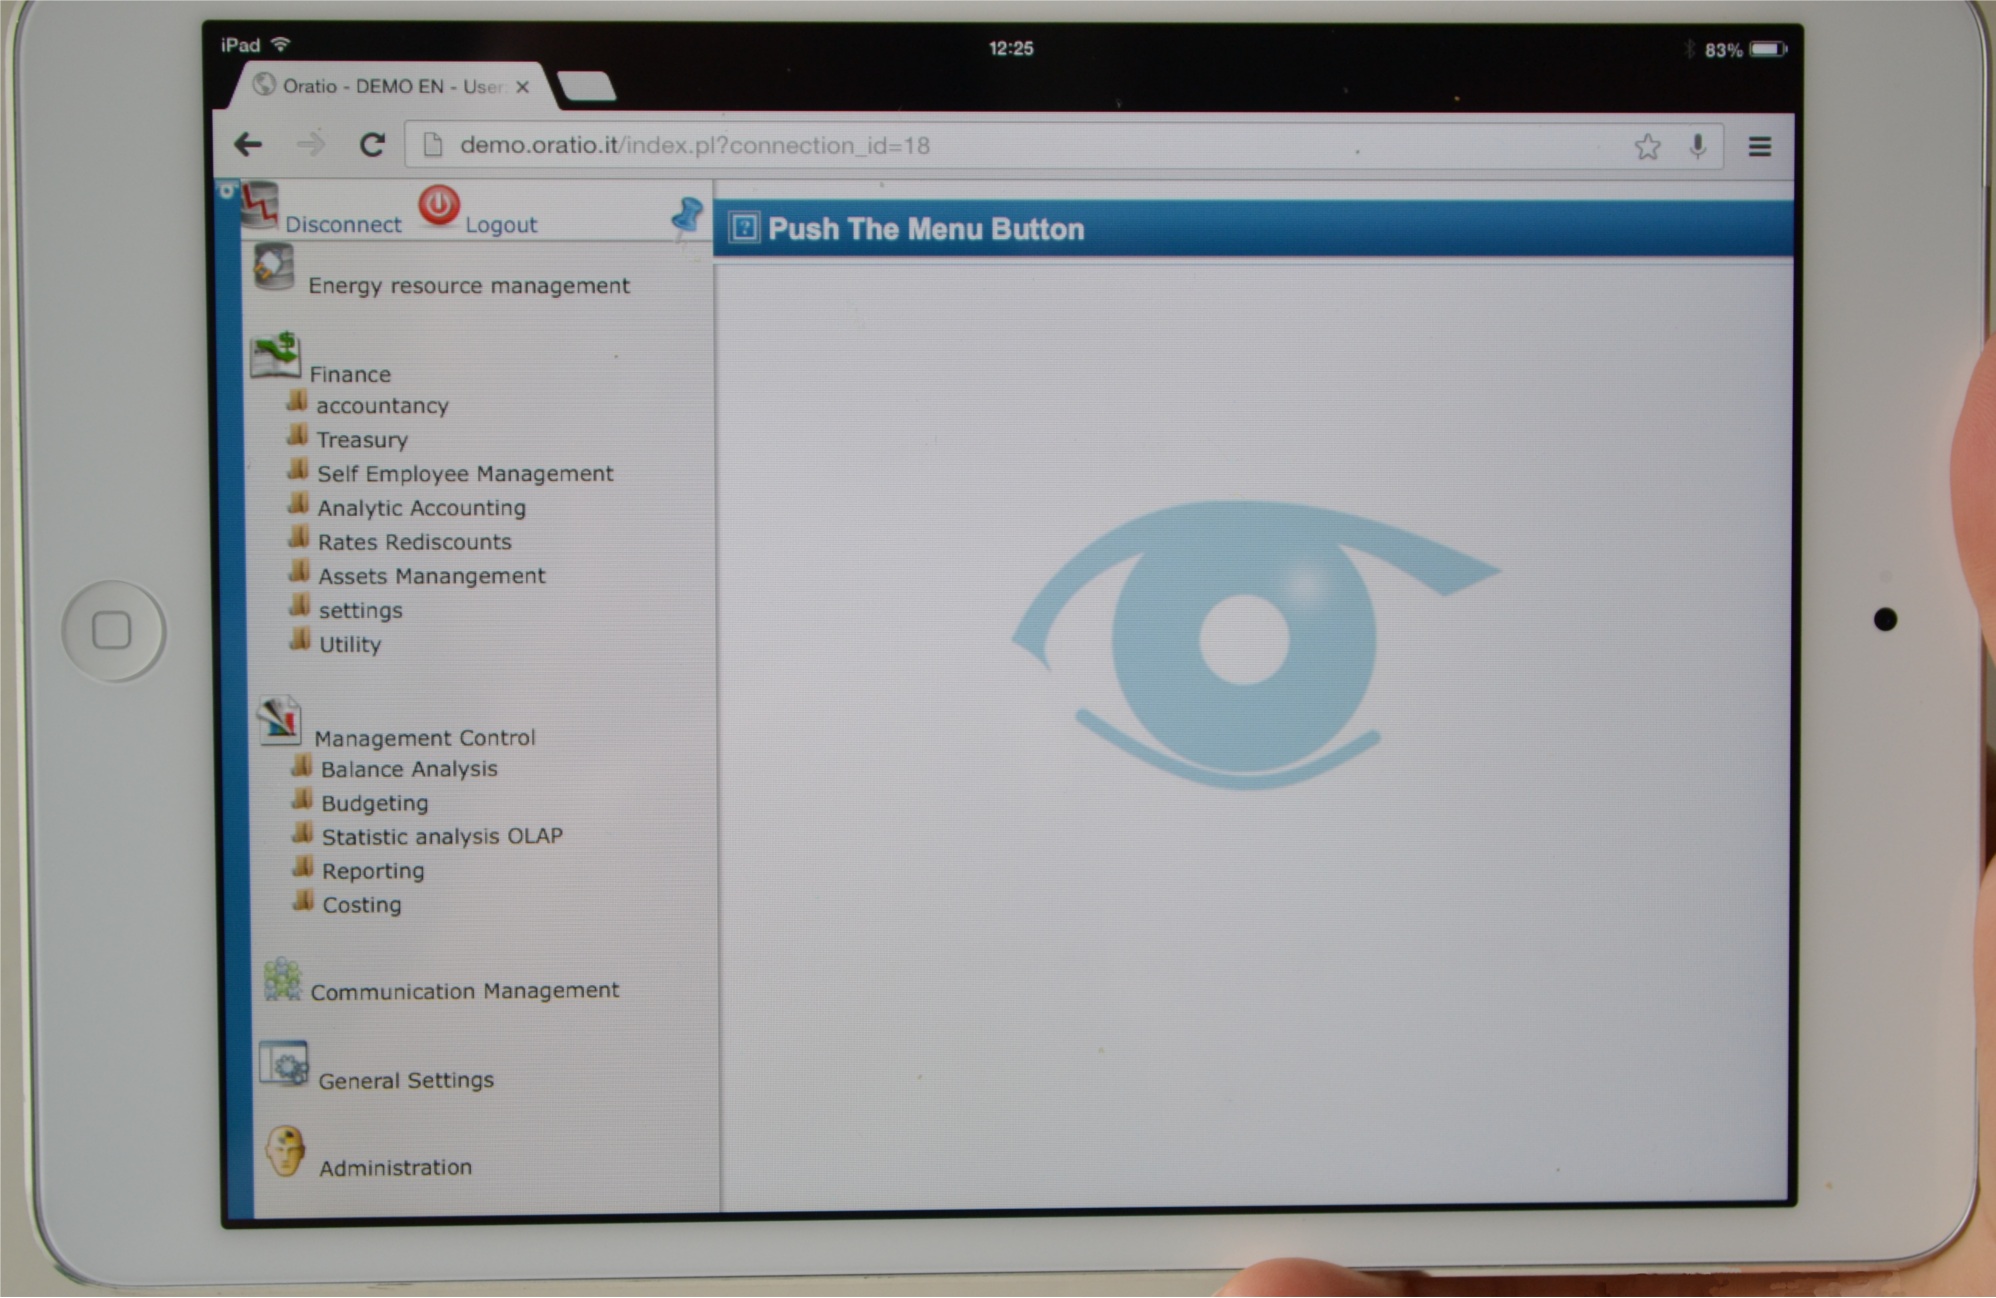 iPad 12:25 83%
Oratio - DEMO EN - User:
demo.oratio.it/index.pl?connection_id=18
Disconnect Logout
Push The Menu Button
Energy resource management
Finance
accountancy
Treasury
Self Employee Management
Analytic Accounting
Rates Rediscounts
Assets Manangement
settings
Utility
Management Control
Balance Analysis
Budgeting
Statistic analysis OLAP
Reporting
Costing
Communication Management
General Settings
Administration